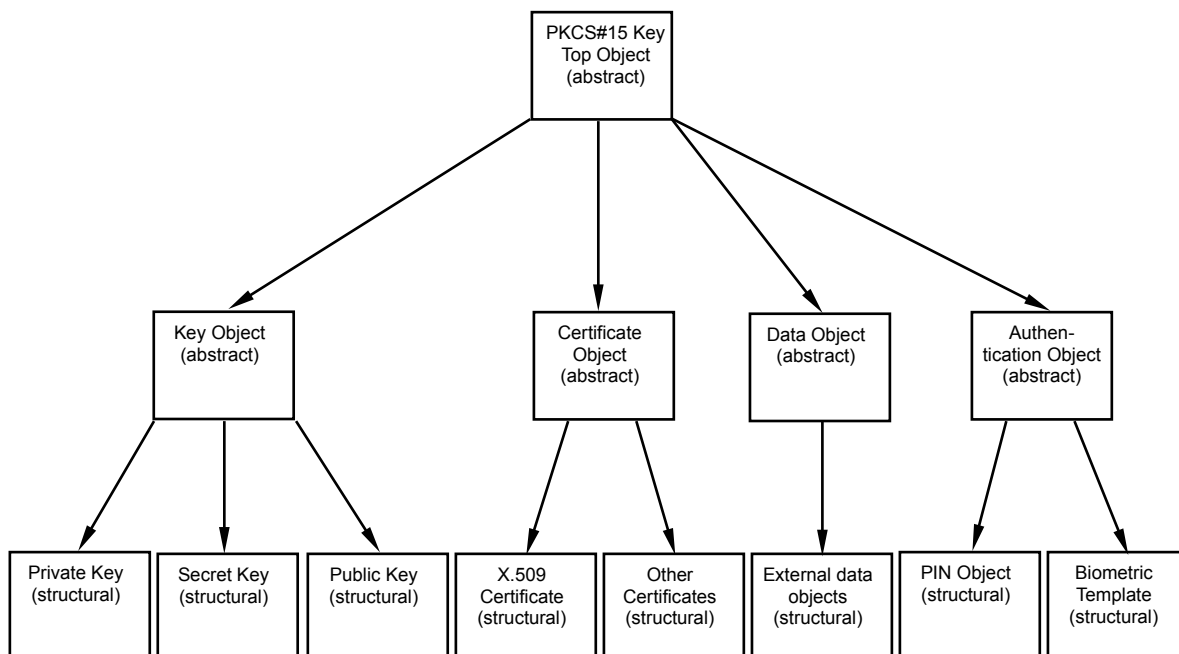 PKCS#15 Key
Top Object
(abstract)
Key Object
(abstract)
Certificate
Object
(abstract)
Data Object
(abstract)
Authen-
tication Object
(abstract)
Private Key
(structural)
Secret Key
(structural)
Public Key
(structural)
X.509
Certificate
(structural)
Other
Certificates
(structural)
External data
objects
(structural)
PIN Object
(structural)
Biometric
Template
(structural)